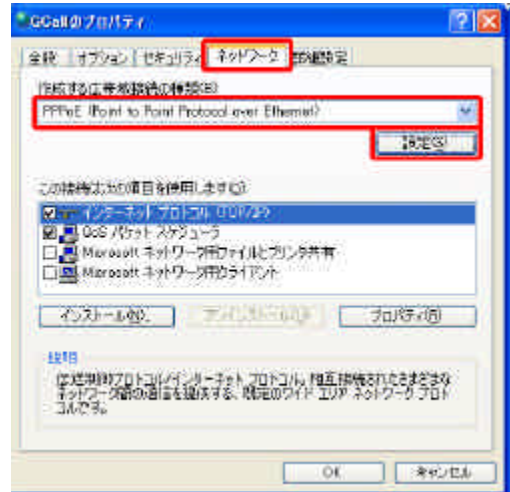 GCallのプロパティ
全般 オプション セキュリティ ネットワーク 詳細設定
作成する広帯域接続の種類(E)
PPPoE (Point to Point Protocol over Ethernet)
設定(S)
この接続は次の項目を使用します(O):
インターネット プロトコル (TCP/IP)
QoS パケット スケジューラ
Microsoft ネットワーク用ファイルとプリンタ共有
Microsoft ネットワーク用クライアント
インストール(N)... アンインストール(U) プロパティ(R)
説明
伝送制御プロトコル/インターネット プロトコル。相互接続されたさまざまな
ネットワーク間の通信を提供する、既定のワイド エリア ネットワーク プロト
コルです。
OK キャンセル